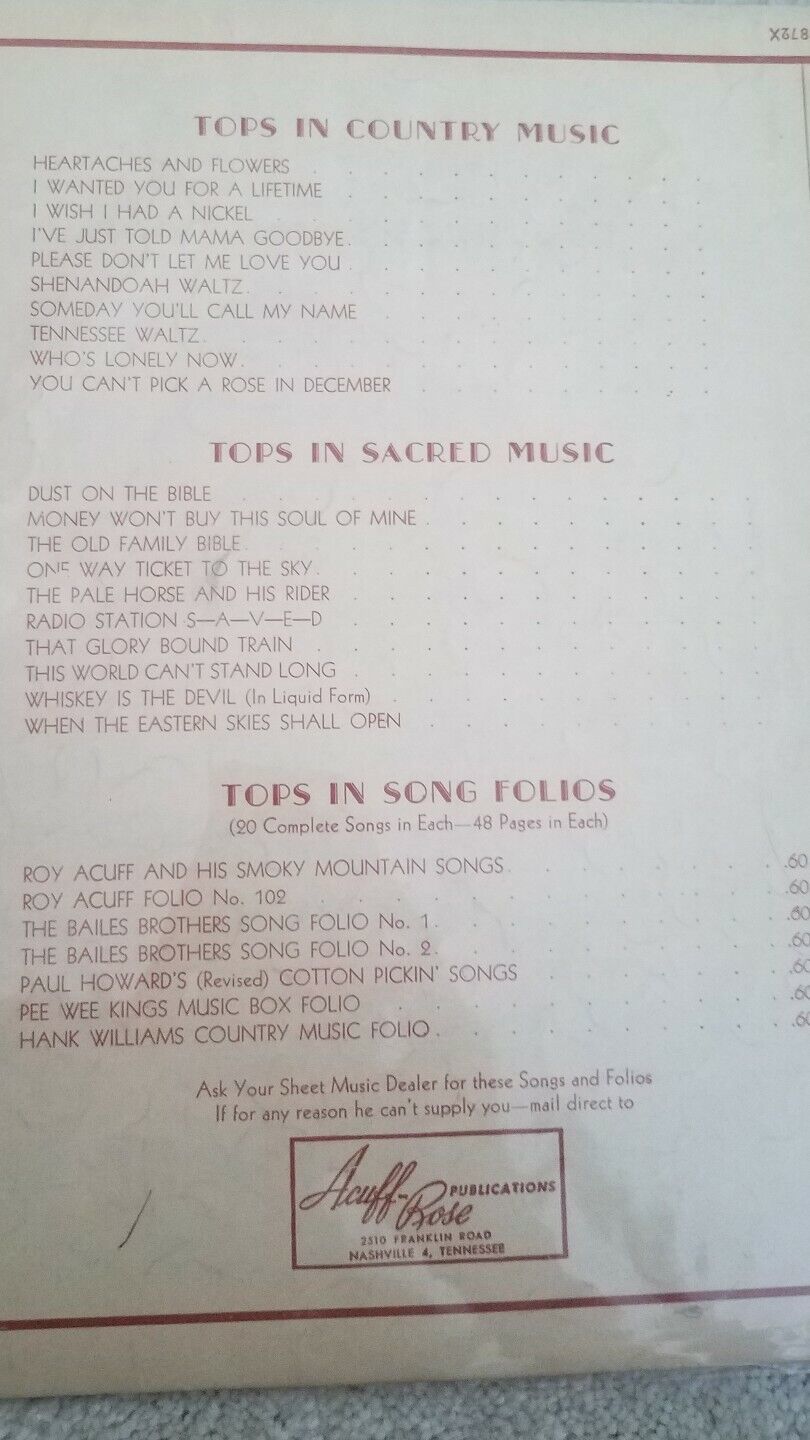 TOPS IN COUNTRY MUSIC
HEARTACHES AND FLOWERS
I WANTED YOU FOR A LIFETIME
I WISH I HAD A NICKEL
I'VE JUST TOLD MAMA GOODBYE
PLEASE DON'T LET ME LOVE YOU
SHENANDOAH WALTZ
SOMEDAY YOU'LL CALL MY NAME
TENNESSEE WALTZ
WHO'S LONELY NOW
YOU CAN'T PICK A ROSE IN DECEMBER
TOPS IN SACRED MUSIC
DUST ON THE BIBLE
MONEY WON'T BUY THIS SOUL OF MINE
THE OLD FAMILY BIBLE
ONE WAY TICKET TO THE SKY
THE PALE HORSE AND HIS RIDER
RADIO STATION S—A—V—E—D
THAT GLORY BOUND TRAIN
THIS WORLD CAN'T STAND LONG
WHISKEY IS THE DEVIL (In Liquid Form)
WHEN THE EASTERN SKIES SHALL OPEN
TOPS IN SONG FOLIOS
(20 Complete Songs in Each—48 Pages in Each)
ROY ACUFF AND HIS SMOKY MOUNTAIN SONGS .60
ROY ACUFF FOLIO No. 102 .60
THE BAILES BROTHERS SONG FOLIO No. 1 .60
THE BAILES BROTHERS SONG FOLIO No. 2 .60
PAUL HOWARD'S (Revised) COTTON PICKIN' SONGS .60
PEE WEE KINGS MUSIC BOX FOLIO .60
HANK WILLIAMS COUNTRY MUSIC FOLIO .60
Ask Your Sheet Music Dealer for these Songs and Folios
If for any reason he can't supply you—mail direct to
Acuff-Rose PUBLICATIONS
2510 FRANKLIN ROAD
NASHVILLE 4, TENNESSEE